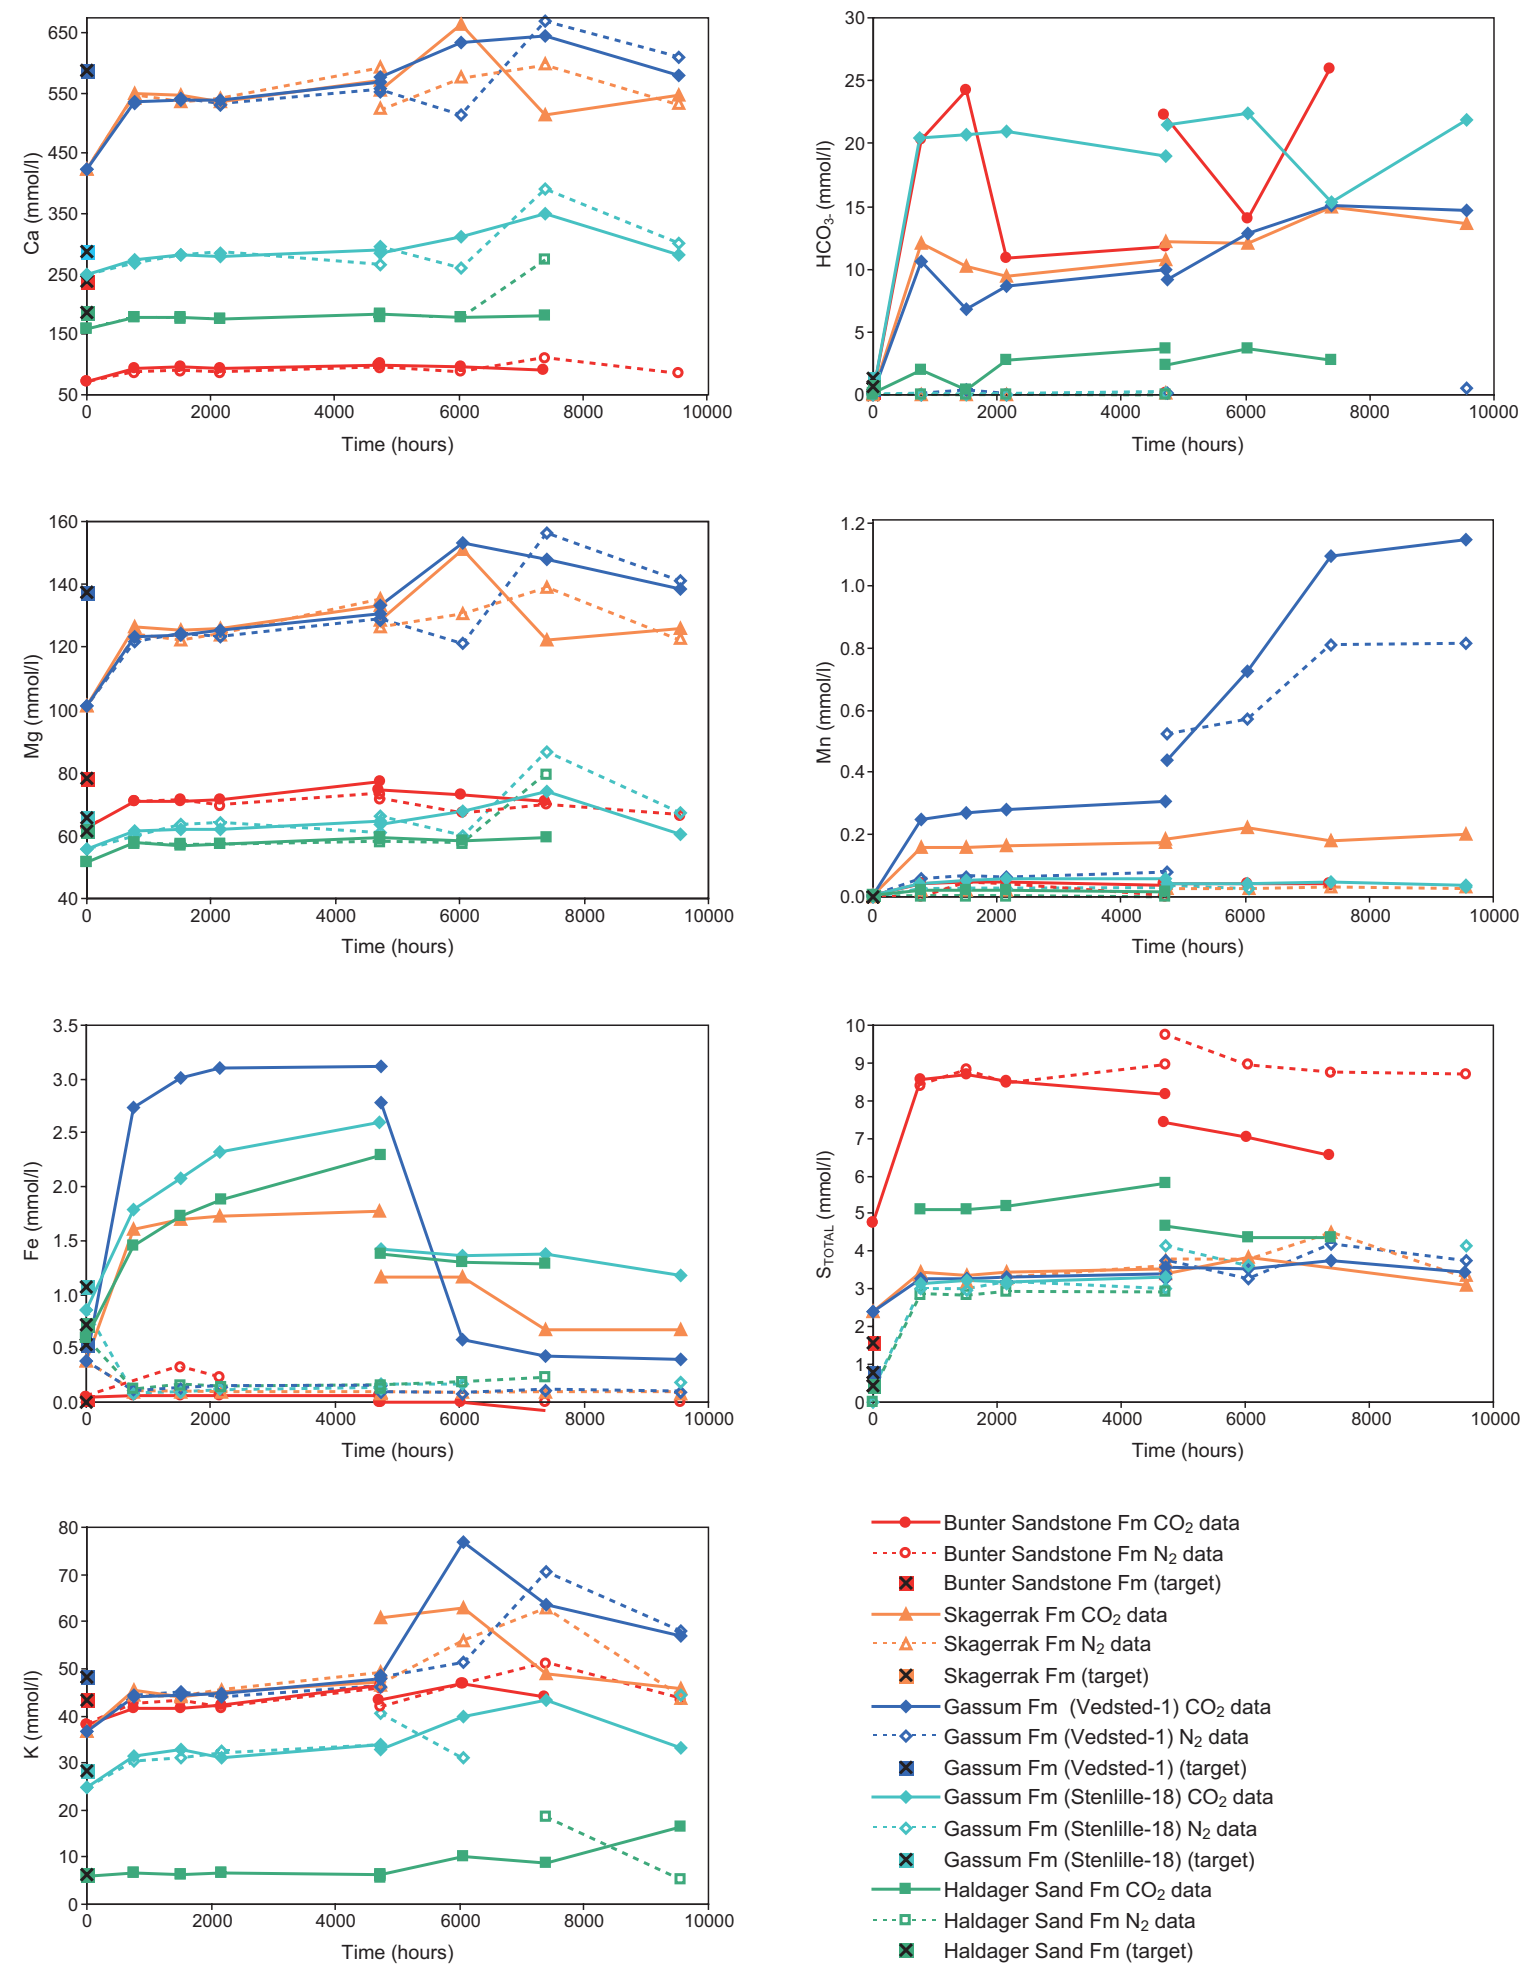 650
550
450
350
250
150
50
Ca (mmol/l)
0 2000 4000 6000 8000 10000
Time (hours)
30
25
20
15
10
5
0
HCO3- (mmol/l)
0 2000 4000 6000 8000 10000
Time (hours)
160
140
120
100
80
60
40
Mg (mmol/l)
0 2000 4000 6000 8000 10000
Time (hours)
1.2
1.0
0.8
0.6
0.4
0.2
0.0
Mn (mmol/l)
0 2000 4000 6000 8000 10000
Time (hours)
3.5
3.0
2.5
2.0
1.5
1.0
0.5
0.0
Fe (mmol/l)
0 2000 4000 6000 8000 10000
Time (hours)
10
9
8
7
6
5
4
3
2
1
0
STOTAL (mmol/l)
0 2000 4000 6000 8000 10000
Time (hours)
80
70
60
50
40
30
20
10
0
K (mmol/l)
0 2000 4000 6000 8000 10000
Time (hours)
Bunter Sandstone Fm CO2 data
Bunter Sandstone Fm N2 data
Bunter Sandstone Fm (target)
Skagerrak Fm CO2 data
Skagerrak Fm N2 data
Skagerrak Fm (target)
Gassum Fm (Vedsted-1) CO2 data
Gassum Fm (Vedsted-1) N2 data
Gassum Fm (Vedsted-1) (target)
Gassum Fm (Stenlille-18) CO2 data
Gassum Fm (Stenlille-18) N2 data
Gassum Fm (Stenlille-18) (target)
Haldager Sand Fm CO2 data
Haldager Sand Fm N2 data
Haldager Sand Fm (target)